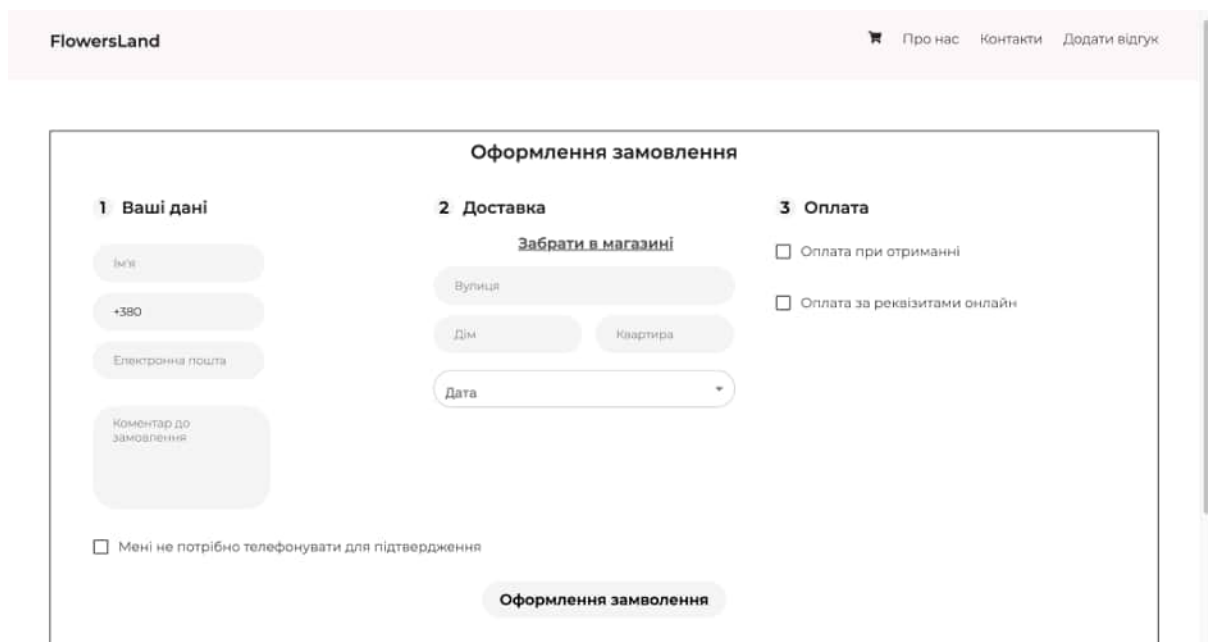 FlowersLand
Про нас Контакти Додати відгук
Оформлення замовлення
1 Ваші дані
Ім'я
+380
Електронна пошта
Коментар до
замовлення
2 Доставка
Забрати в магазині
Вулиця
Дім Квартира
Дата
3 Оплата
Оплата при отриманні
Оплата за реквізитами онлайн
Мені не потрібно телефонувати для підтвердження
Оформлення замволення